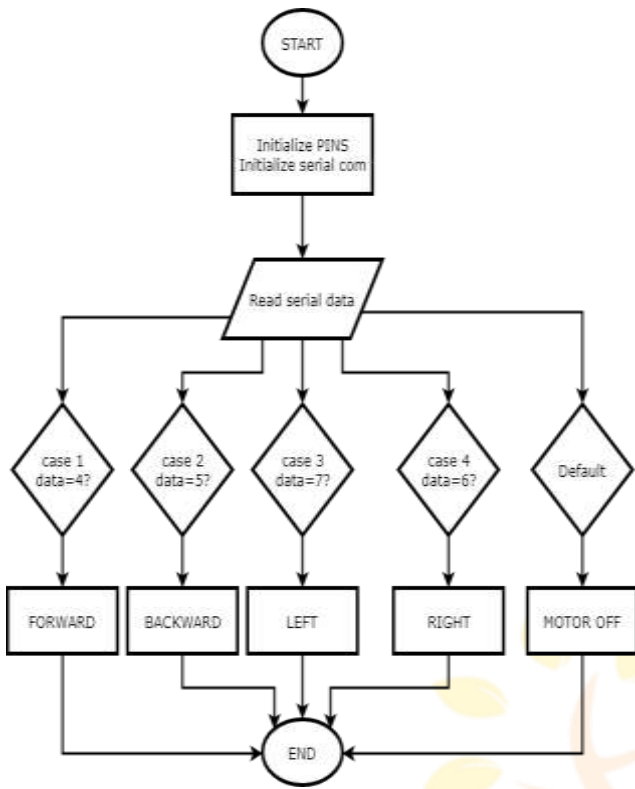 START
Initialize PINS
Initialize serial com
Read serial data
case 1
data=4?
case 2
data=5?
case 3
data=7?
case 4
data=6?
Default
FORWARD
BACKWARD
LEFT
RIGHT
MOTOR OFF
END